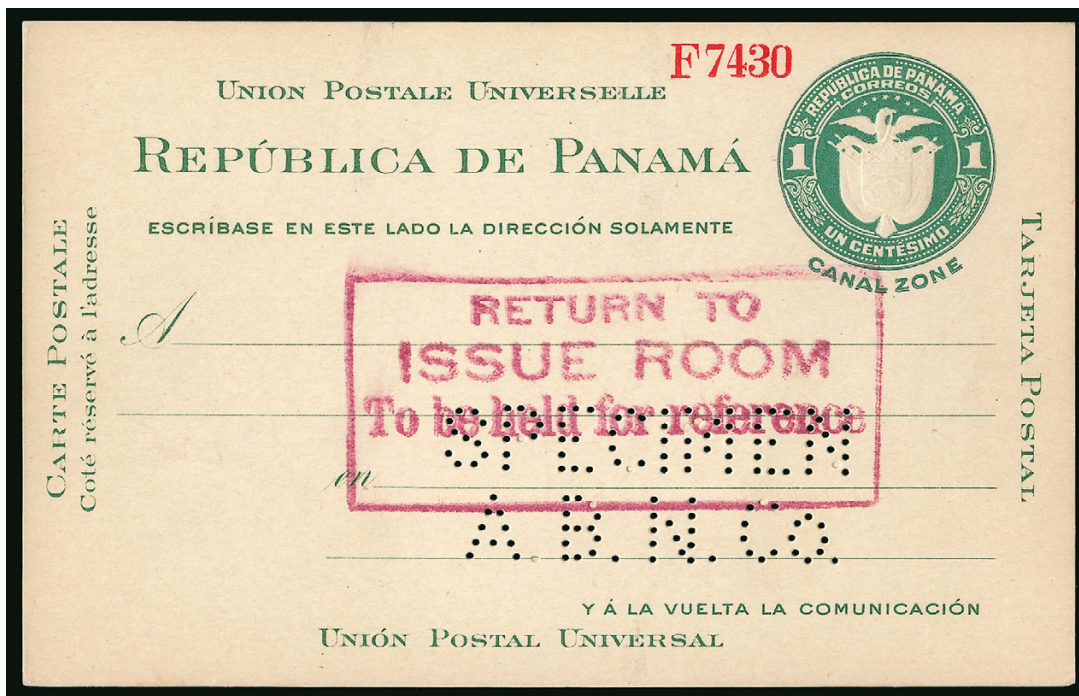 F7430
UNION POSTALE UNIVERSELLE
REPÚBLICA DE PANAMÁ
ESCRÍBASE EN ESTE LADO LA DIRECCIÓN SOLAMENTE
REPUBLICA DE PANAMA
CORREOS
1 1
UN CENTÉSIMO
CANAL ZONE
CARTE POSTALE
Coté réservé à l'adresse
TARJETA POSTAL
A
RETURN TO
ISSUE ROOM
To be held for reference
SPECIMEN
en
A.B.N.Co.
Y Á LA VUELTA LA COMUNICACIÓN
UNIÓN POSTAL UNIVERSAL